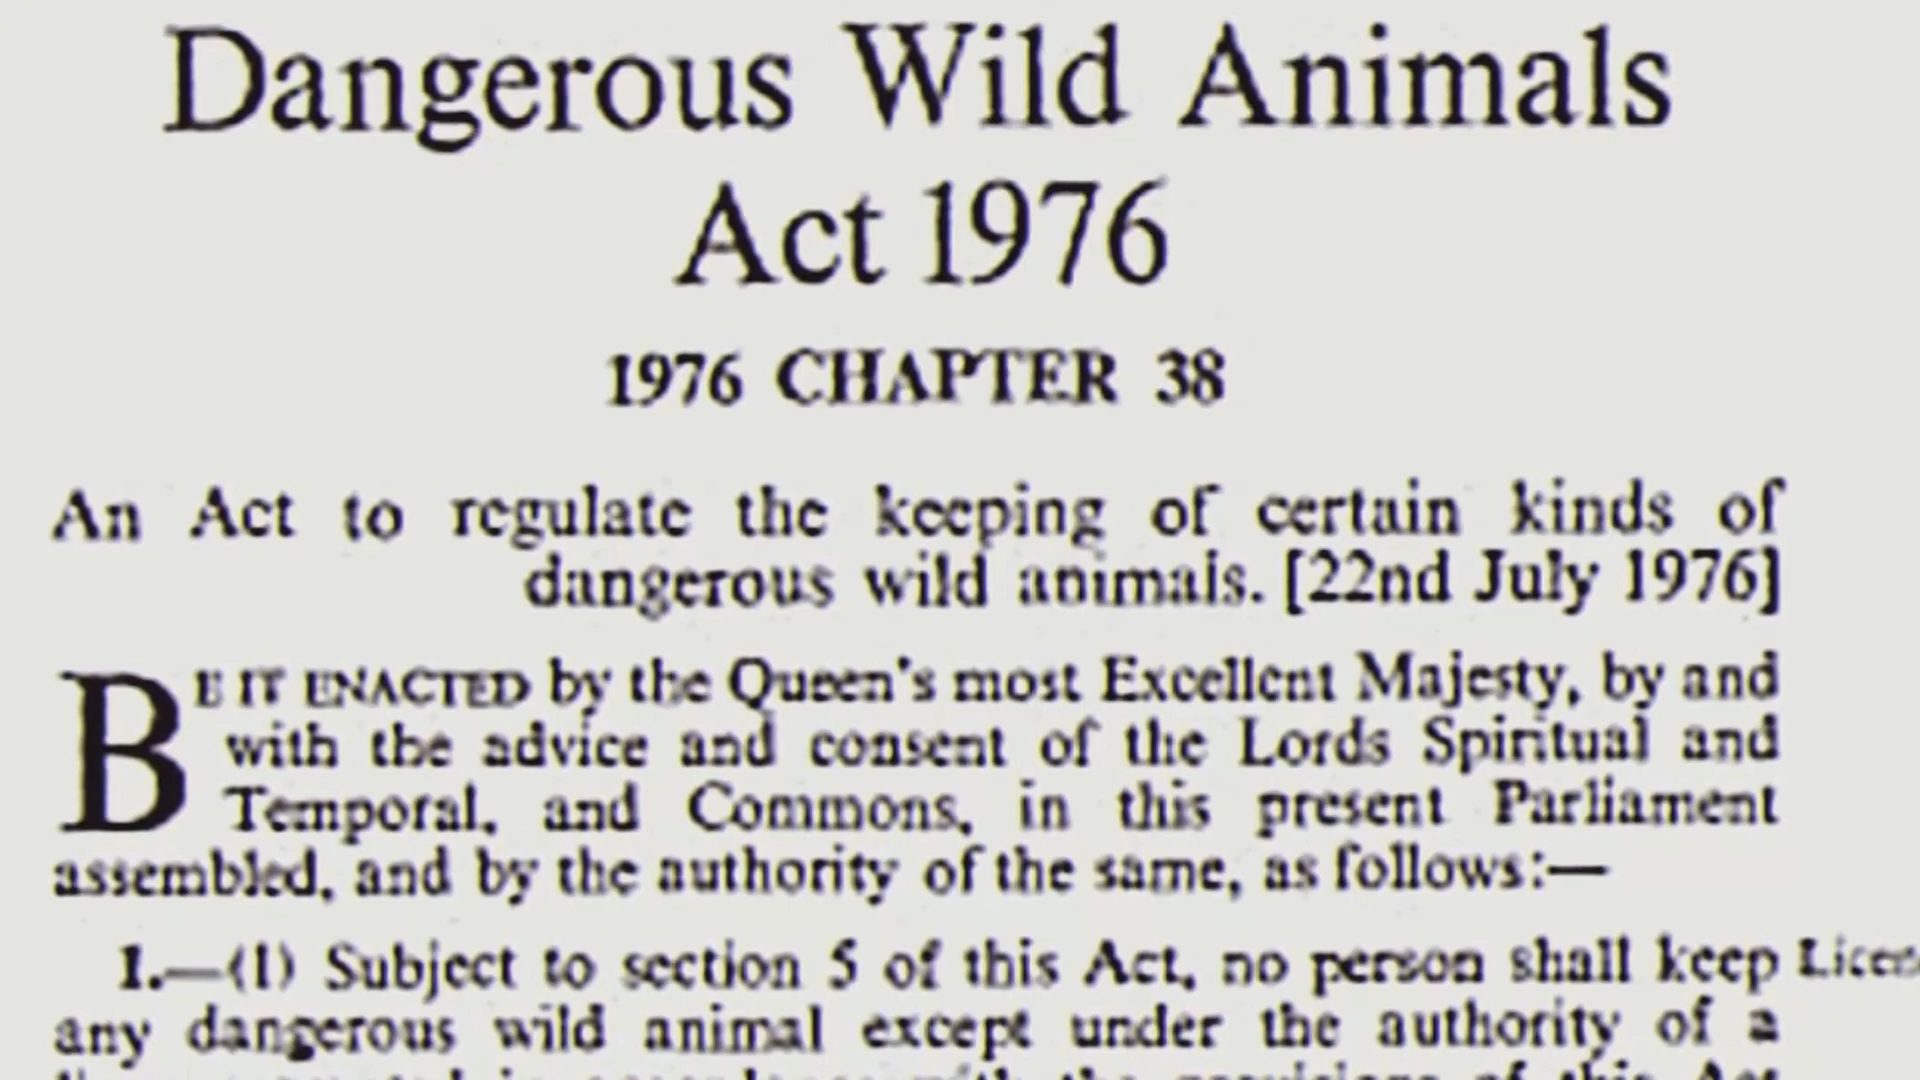 Dangerous Wild Animals
Act 1976
1976 CHAPTER 38
An Act to regulate the keeping of certain kinds of
dangerous wild animals. [22nd July 1976]
BE IT ENACTED by the Queen's most Excellent Majesty, by and
with the advice and consent of the Lords Spiritual and
Temporal, and Commons, in this present Parliament
assembled, and by the authority of the same, as follows:—
1.—(1) Subject to section 5 of this Act, no person shall keep
any dangerous wild animal except under the authority of a